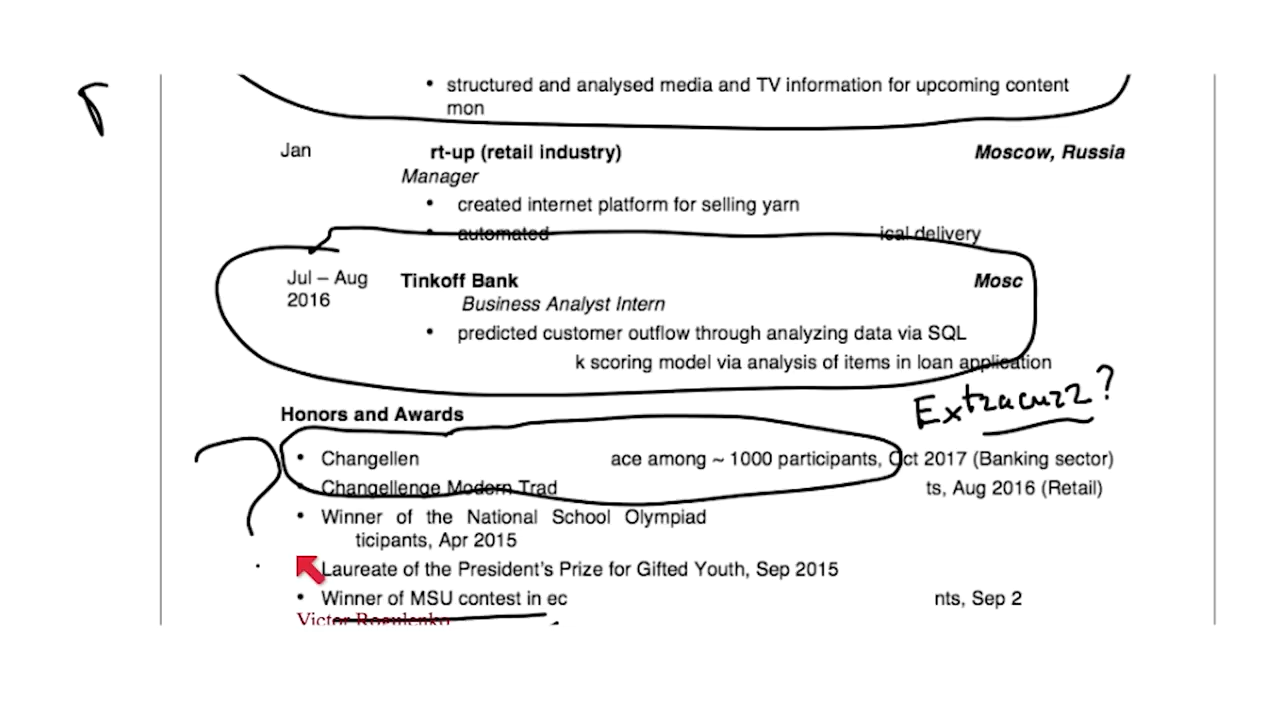 structured and analysed media and TV information for upcoming content
mon
Jan rt-up (retail industry) Moscow, Russia
Manager
created internet platform for selling yarn
automated ical delivery
Jul – Aug Tinkoff Bank Mosc
2016
Business Analyst Intern
predicted customer outflow through analyzing data via SQL
k scoring model via analysis of items in loan application
Extracurr?
Honors and Awards
Changellen ace among ~ 1000 participants, Oct 2017 (Banking sector)
Changellenge Modern Trad ts, Aug 2016 (Retail)
Winner of the National School Olympiad
ticipants, Apr 2015
Laureate of the President's Prize for Gifted Youth, Sep 2015
Winner of MSU contest in ec nts, Sep 2
Victor Rogulenko